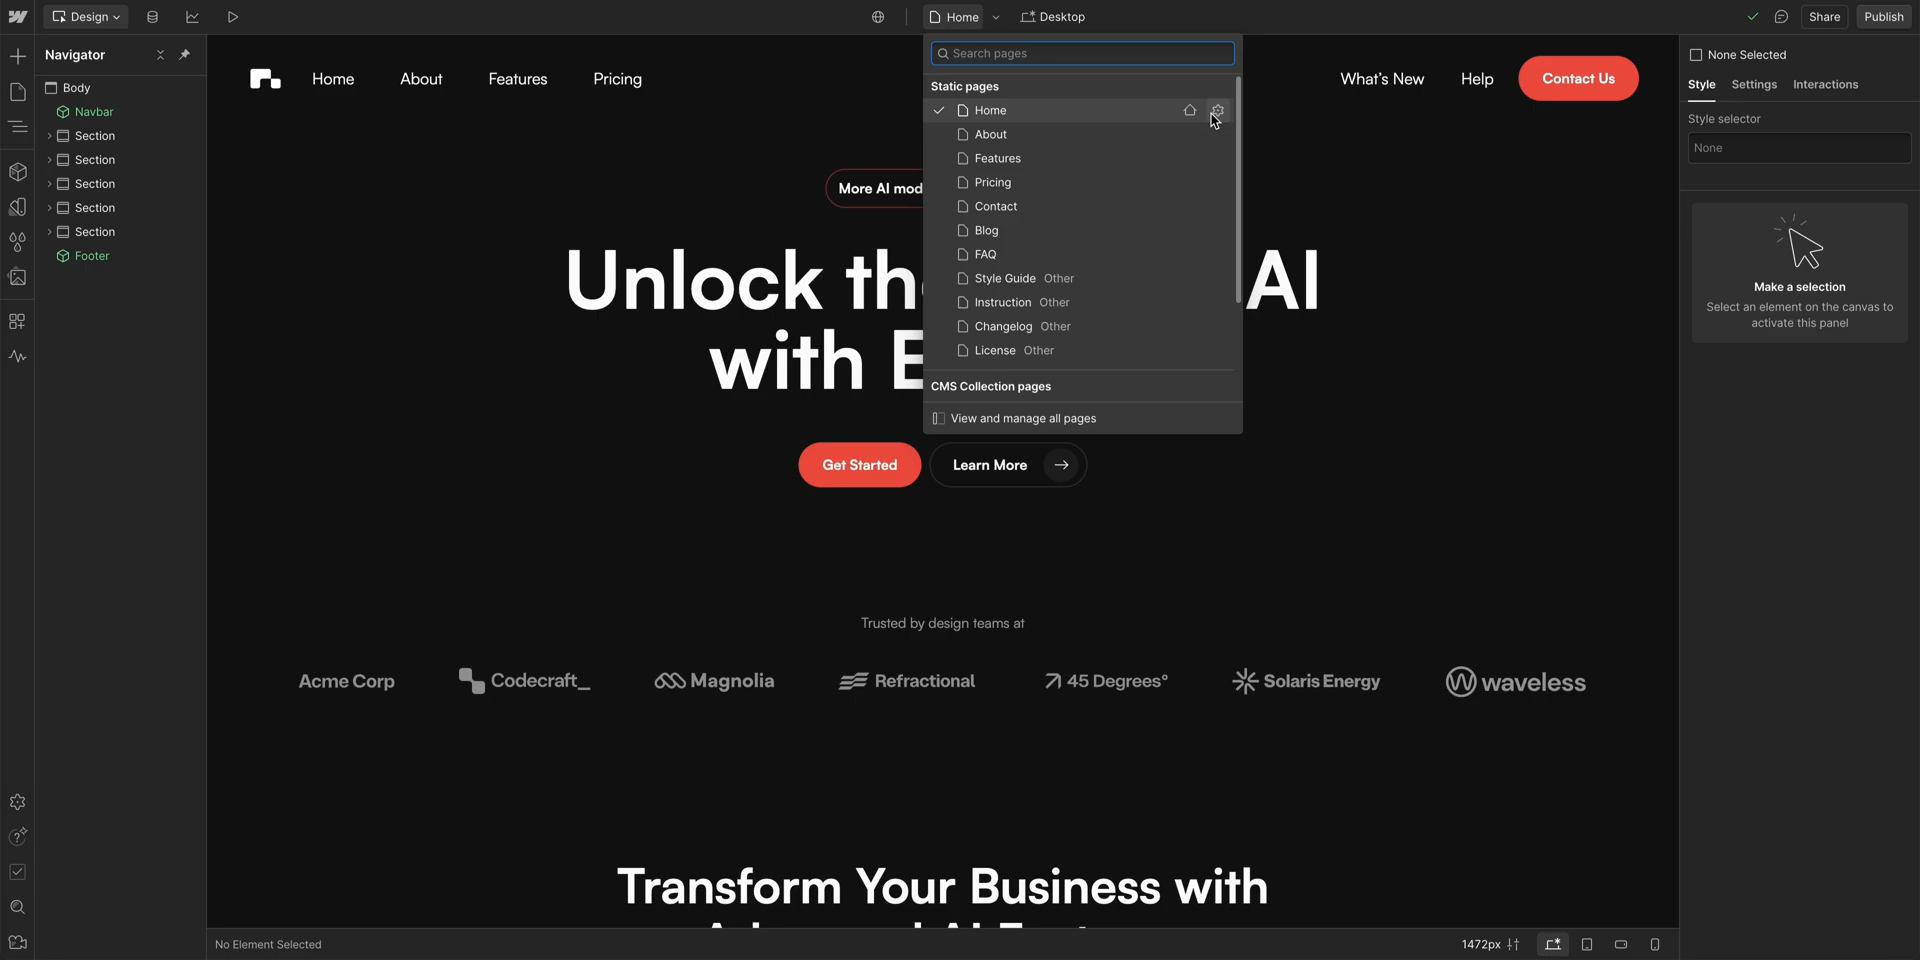 Design
Home
Desktop
Share
Publish
Navigator
Body
Navbar
Section
Section
Section
Section
Section
Footer
Home
About
Features
Pricing
What's New
Help
Contact Us
Search pages
Static pages
Home
About
Features
Pricing
Contact
Blog
FAQ
Style Guide Other
Instruction Other
Changelog Other
License Other
CMS Collection pages
View and manage all pages
More AI mod
Unlock th AI
with E
Get Started
Learn More
Trusted by design teams at
Acme Corp
Codecraft_
Magnolia
Refractional
45 Degrees°
Solaris Energy
waveless
Transform Your Business with
None Selected
Style
Settings
Interactions
Style selector
None
Make a selection
Select an element on the canvas to
activate this panel
No Element Selected
1472px